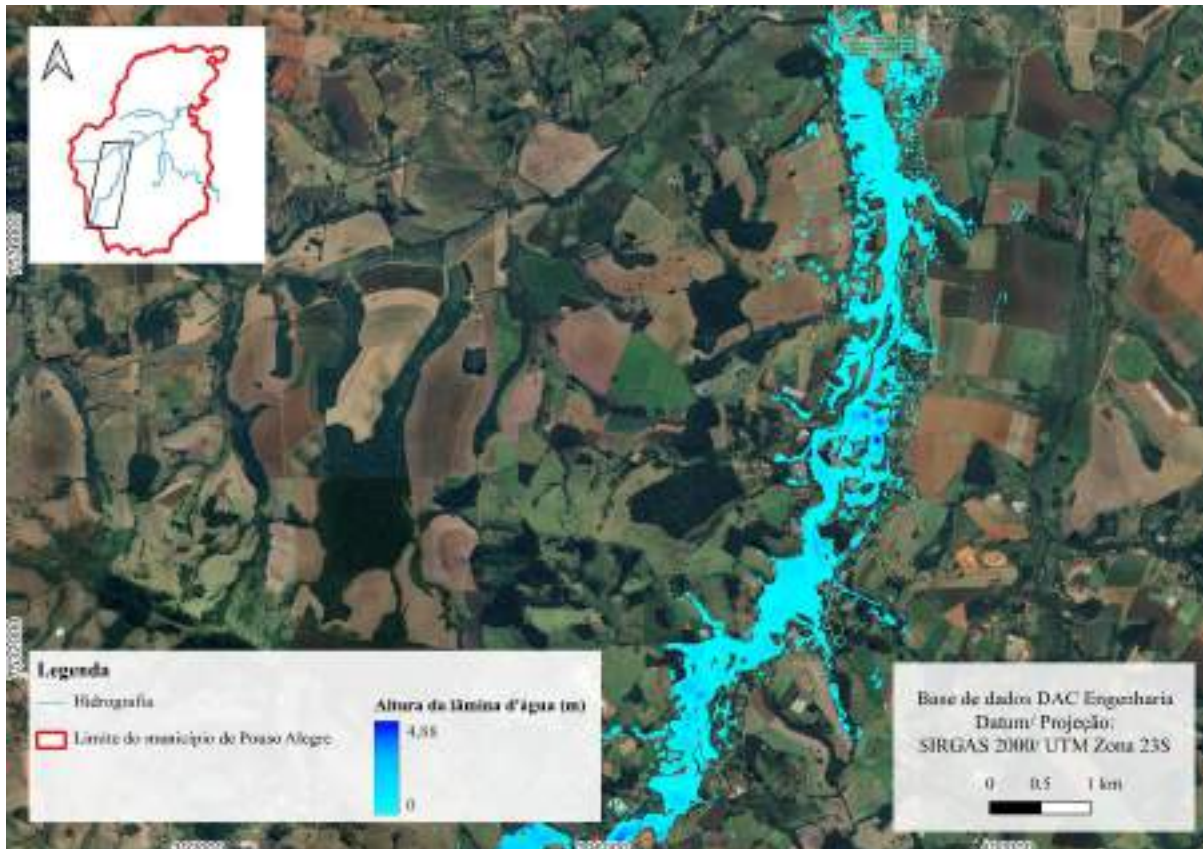 Legenda
Hidrografia
Limite do município de Pouso Alegre
Altura da lâmina d'água (m)
4,88
0
Base de dados DAC Engenharia
Datum/ Projeção:
SIRGAS 2000/ UTM Zona 23S
0 0.5 1 km